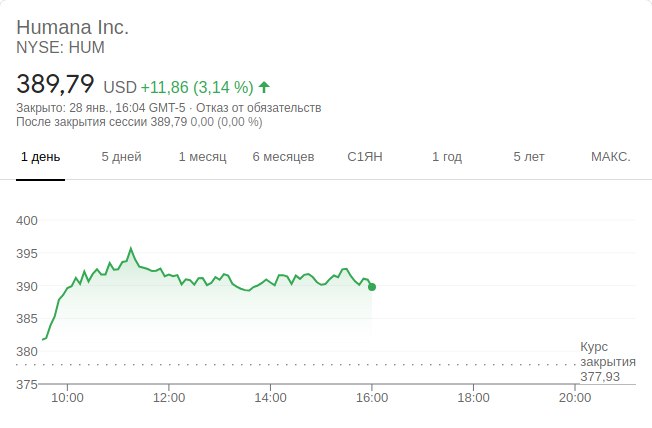 Humana Inc.
NYSE: HUM
389,79 USD +11,86 (3,14 %)
Закрыто: 28 янв., 16:04 GMT-5 · Отказ от обязательств
После закрытия сессии 389,79 0,00 (0,00 %)
1 день 5 дней 1 месяц 6 месяцев С1ЯН 1 год 5 лет МАКС.
400
395
390
385
380
Курс
закрытия
377,93
375
10:00 12:00 14:00 16:00 18:00 20:00